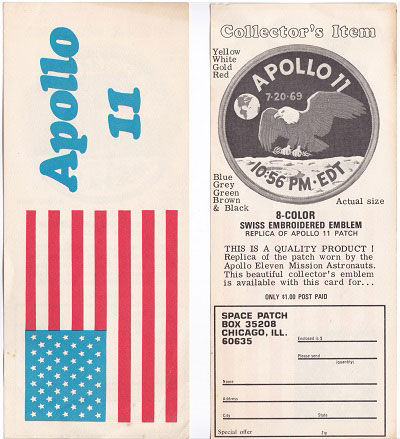 Apollo
11
Collector's Item
Yellow
White
Gold
Red
APOLLO 11
7-20-69
10:56 PM·EDT
Blue
Grey
Green
Brown
& Black
Actual size
8-COLOR
SWISS EMBROIDERED EMBLEM
REPLICA OF APOLLO 11 PATCH
THIS IS A QUALITY PRODUCT !
Replica of the patch worn by the
Apollo Eleven Mission Astronauts.
This beautiful collector's emblem
is available with this card for...
ONLY $1.00 POST PAID
SPACE PATCH
BOX 35208
CHICAGO, ILL.
60635
Enclosed is $
Please send
(quantity)
Name
Address
City State
Special offer Zip